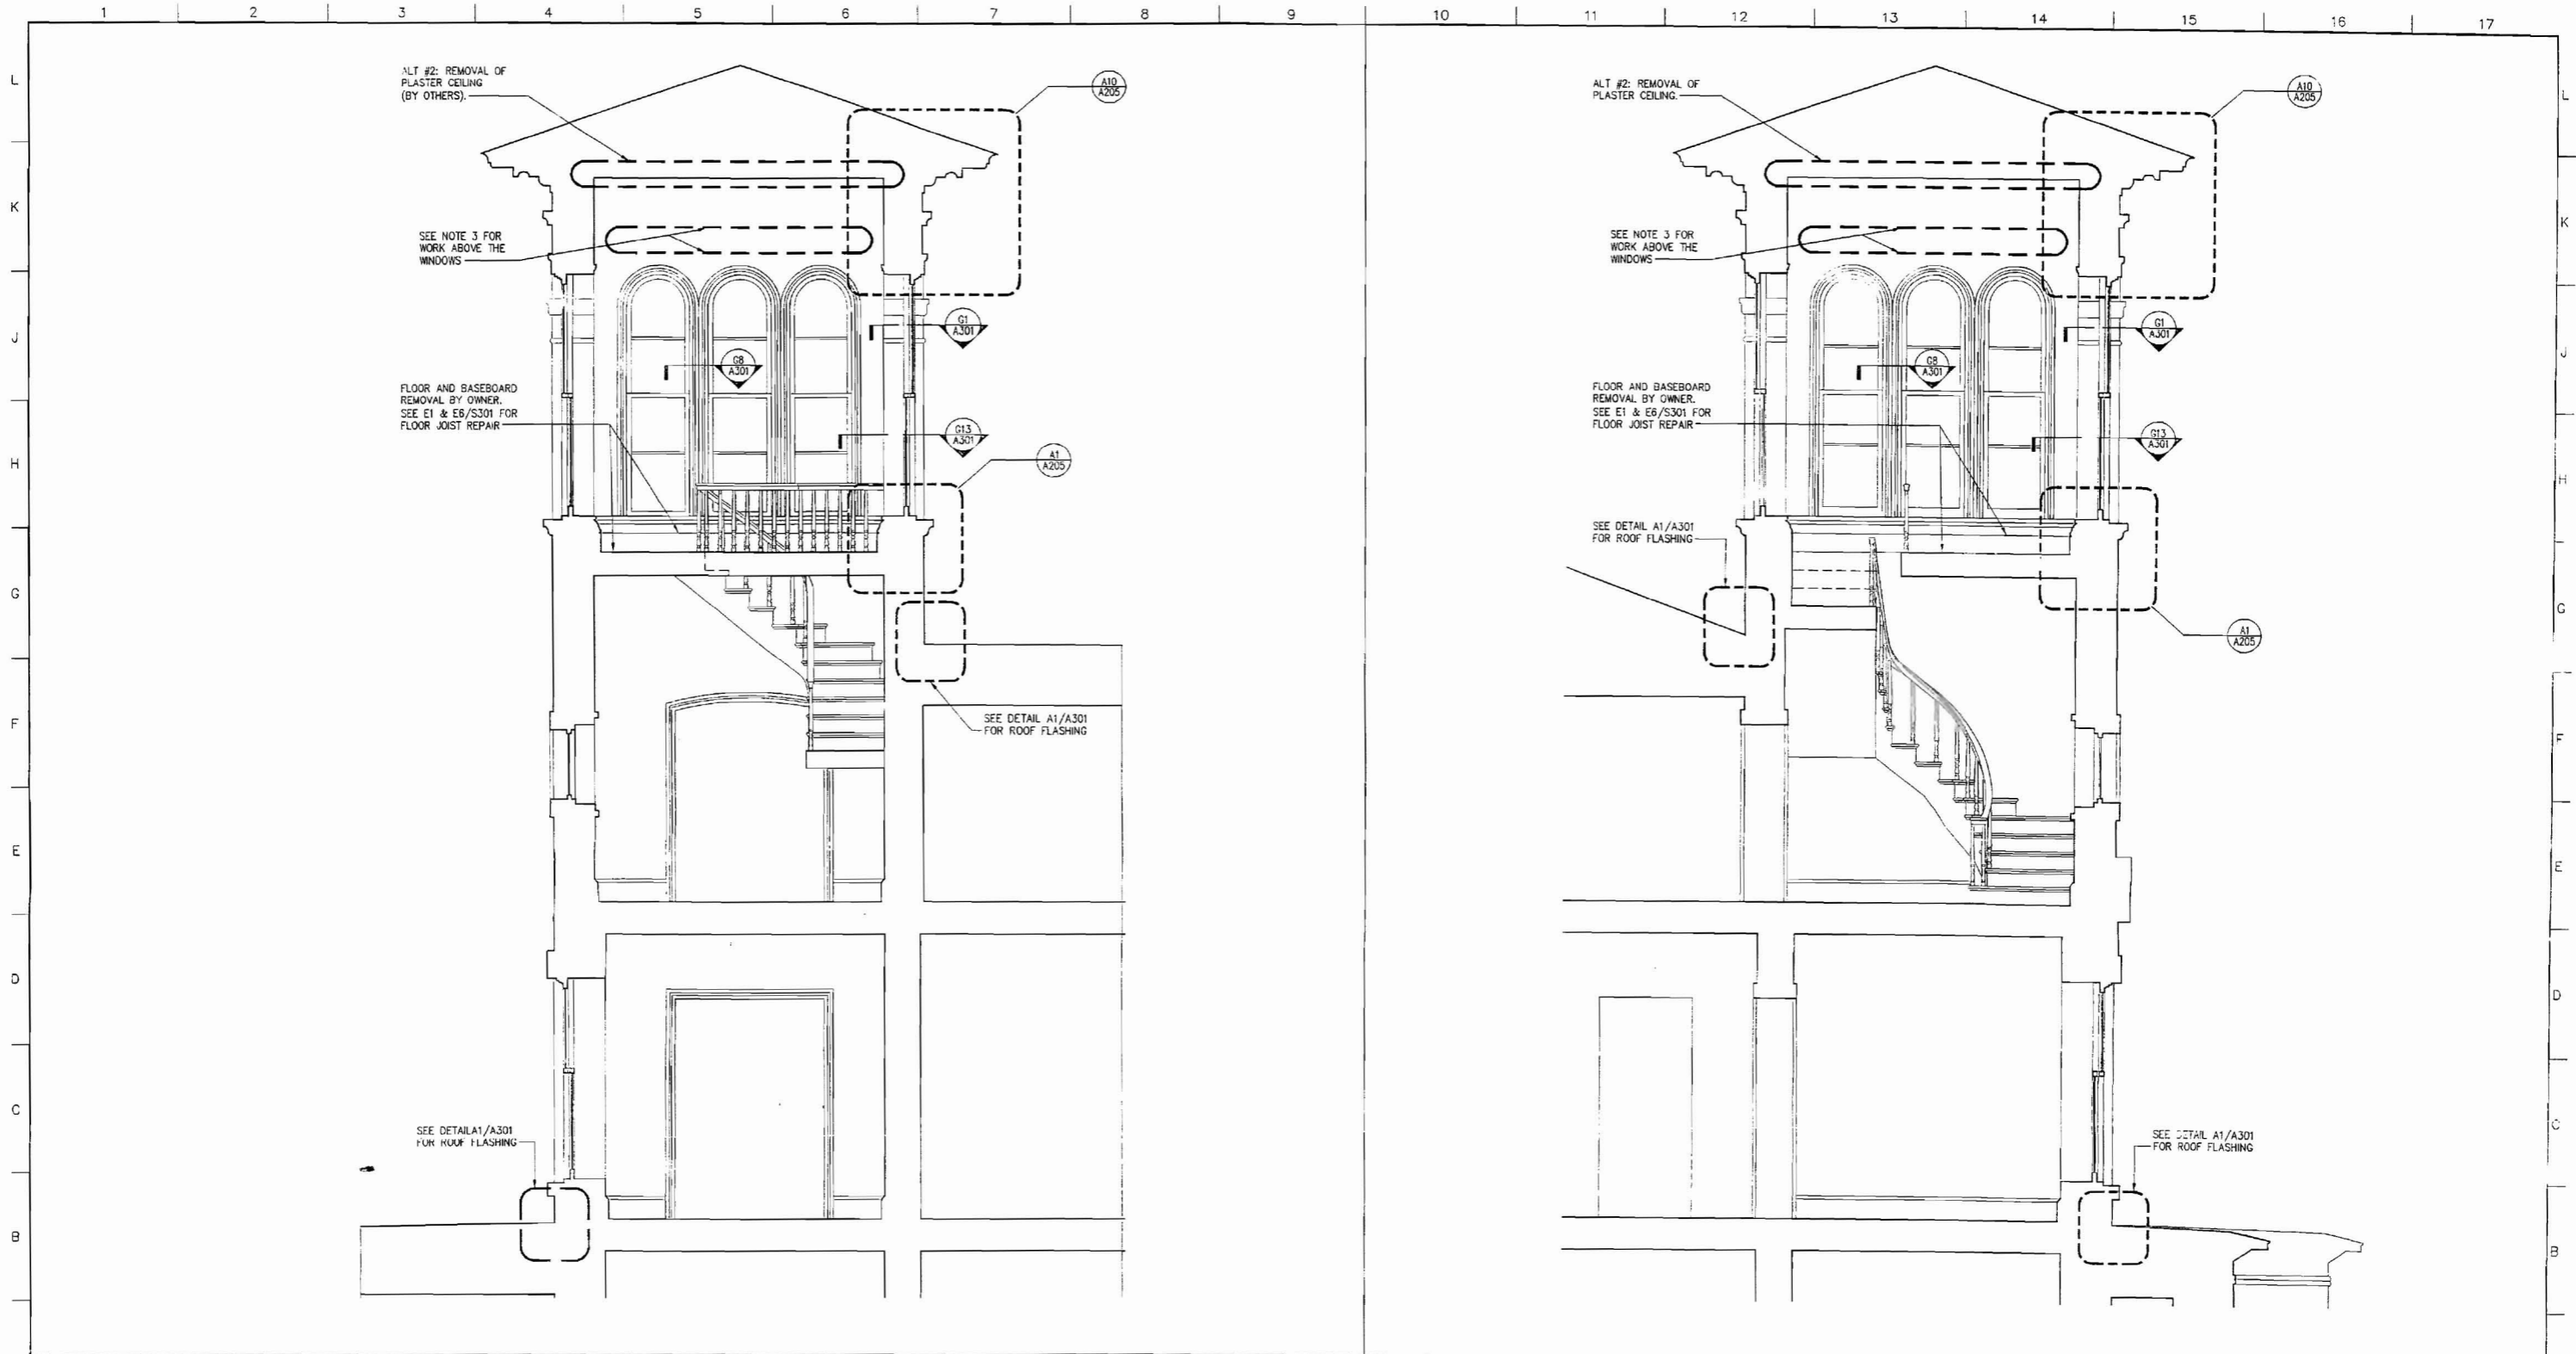 1 2 3 4 5 6 7 8 9 10 11 12 13 14 15 16 17
L
K
J
H
G
F
E
D
C
B
ALT #2: REMOVAL OF
PLASTER CEILING
(BY OTHERS).
A10
A205
SEE NOTE 3 FOR
WORK ABOVE THE
WINDOWS
G1
A301
G8
A301
FLOOR AND BASEBOARD
REMOVAL BY OWNER.
SEE E1 & E6/S301 FOR
FLOOR JOIST REPAIR
G13
A301
A1
A205
SEE DETAIL A1/A301
FOR ROOF FLASHING
SEE DETAILA1/A301
FOR ROOF FLASHING
ALT #2: REMOVAL OF
PLASTER CEILING.
A10
A205
SEE NOTE 3 FOR
WORK ABOVE THE
WINDOWS
G1
A301
G8
A301
FLOOR AND BASEBOARD
REMOVAL BY OWNER.
SEE E1 & E6/S301 FOR
FLOOR JOIST REPAIR
G13
A301
SEE DETAIL A1/A301
FOR ROOF FLASHING
A1
A205
SEE DETAIL A1/A301
FOR ROOF FLASHING
L
K
J
H
G
F
E
D
C
B